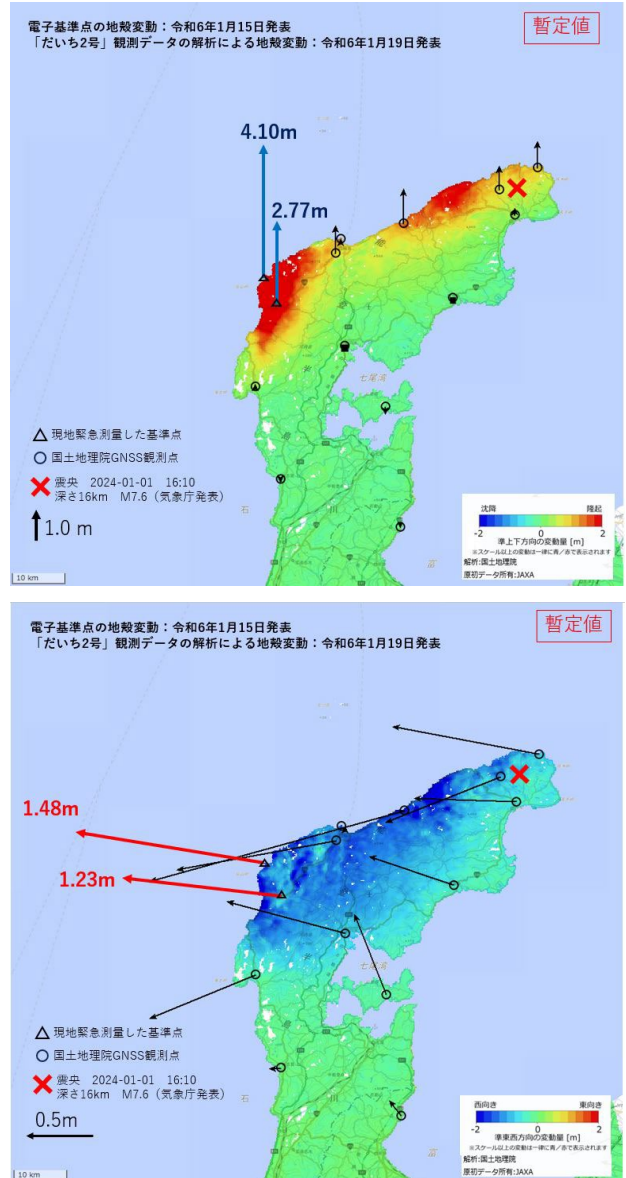 電子基準点の地殻変動：令和6年1月15日発表
「だいち2号」観測データの解析による地殻変動：令和6年1月19日発表
暫定値
4.10m
2.77m
七尾湾
石
川
現地緊急測量した基準点
国土地理院GNSS観測点
震央 2024-01-01 16:10
深さ16km M7.6（気象庁発表）
1.0 m
沈降 隆起
-2 0 2
準上下方向の変動量 [m]
※スケール以上の変動は一律に青／赤で表示されます
解析:国土地理院
原初データ所有:JAXA
10 km
電子基準点の地殻変動：令和6年1月15日発表
「だいち2号」観測データの解析による地殻変動：令和6年1月19日発表
暫定値
1.48m
1.23m
七尾湾
石
川
現地緊急測量した基準点
国土地理院GNSS観測点
震央 2024-01-01 16:10
深さ16km M7.6（気象庁発表）
0.5m
西向き 東向き
-2 0 2
準東西方向の変動量 [m]
※スケール以上の変動は一律に青／赤で表示されます
解析:国土地理院
原初データ所有:JAXA
10 km